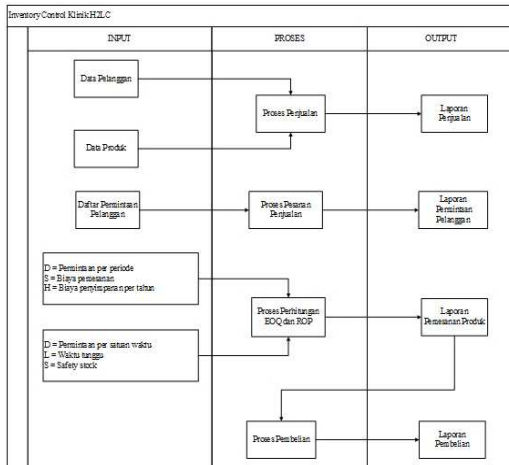 Inventory Control Klinik H2LC
INPUT
PROSES
OUTPUT
Data Pelanggan
Proses Penjualan
Laporan
Penjualan
Data Produk
Daftar Permintaan
Pelanggan
Proses Pesanan
Penjualan
Laporan
Permintaan
Pelanggan
D = Permintaan per periode
S = Biaya pemesanan
H = Biaya penyimpanan per tahun
Proses Perhitungan
EOQ dan ROP
Laporan
Pemesanan Produk
D = Permintaan per satuan waktu
L = Waktu tunggu
S = Safety stock
Proses Pembelian
Laporan
Pembelian